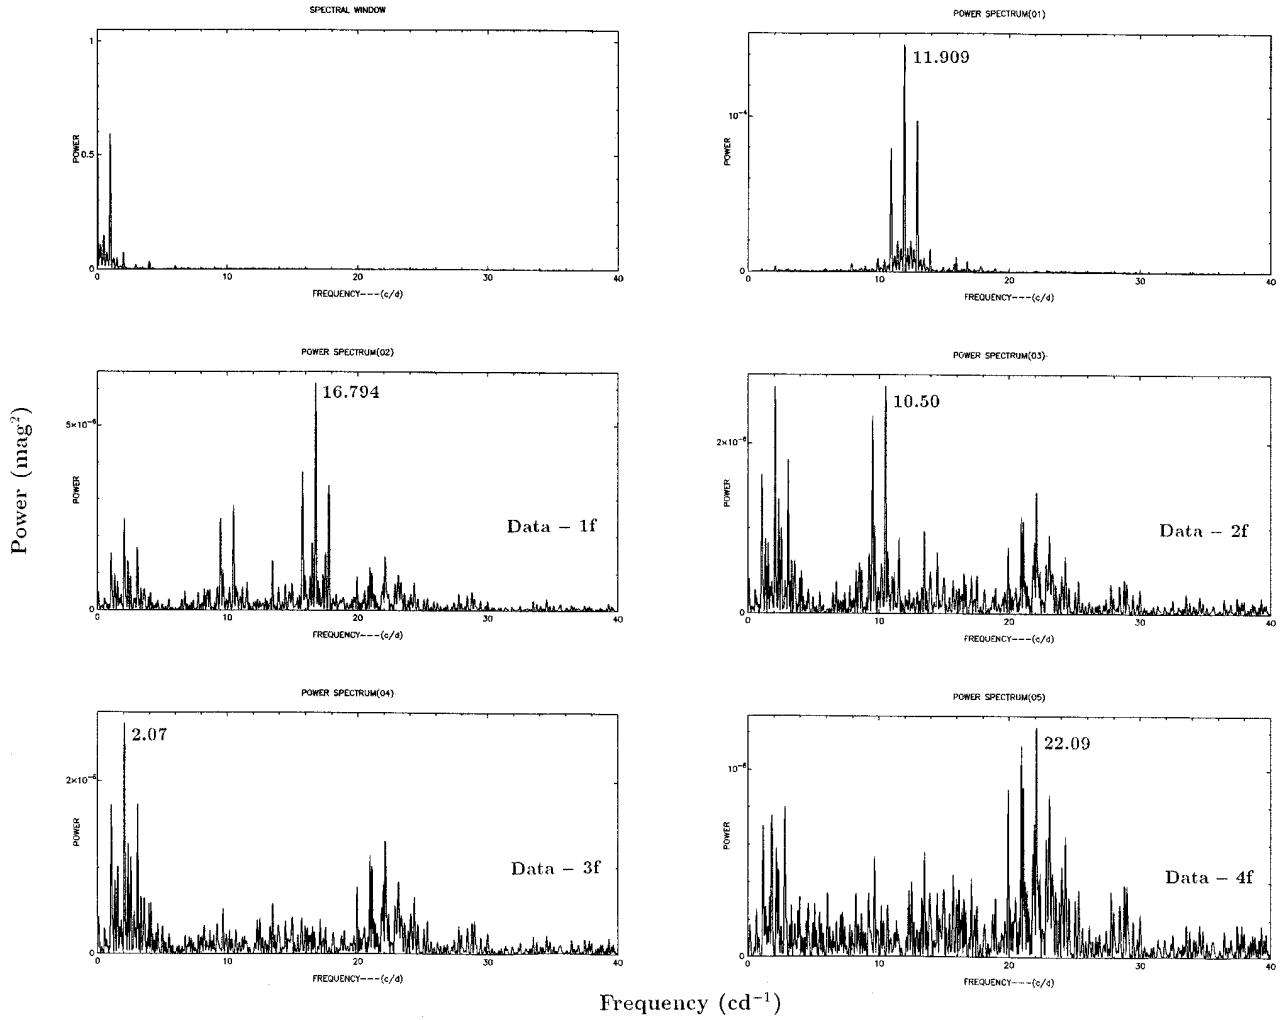 SPECTRAL WINDOW
1
0.5
0
POWER
0 10 20 30 40
FREQUENCY---(c/d)
POWER SPECTRUM(01)
11.909
10⁻⁴
0
POWER
0 10 20 30 40
FREQUENCY---(c/d)
POWER SPECTRUM(02)
16.794
5×10⁻⁶
0
POWER
Data – 1f
0 10 20 30 40
FREQUENCY---(c/d)
POWER SPECTRUM(03)
10.50
2×10⁻⁶
0
POWER
Data – 2f
0 10 20 30 40
FREQUENCY---(c/d)
POWER SPECTRUM(04)
2.07
2×10⁻⁶
0
POWER
Data – 3f
0 10 20 30 40
FREQUENCY---(c/d)
POWER SPECTRUM(05)
22.09
10⁻⁶
0
POWER
Data – 4f
0 10 20 30 40
FREQUENCY---(c/d)
Power (mag²)
Frequency (cd⁻¹)